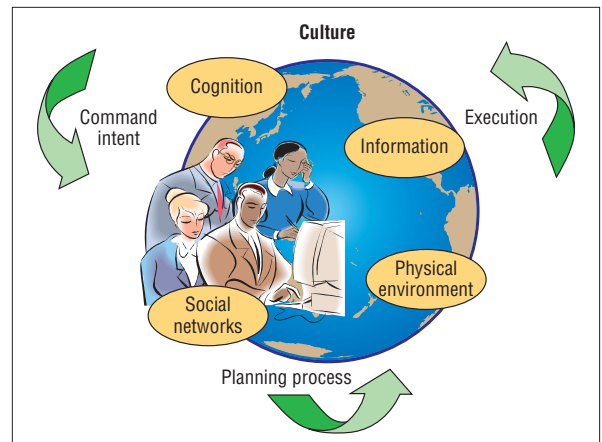 Culture
Cognition
Command
intent
Execution
Information
Physical
environment
Social
networks
Planning process